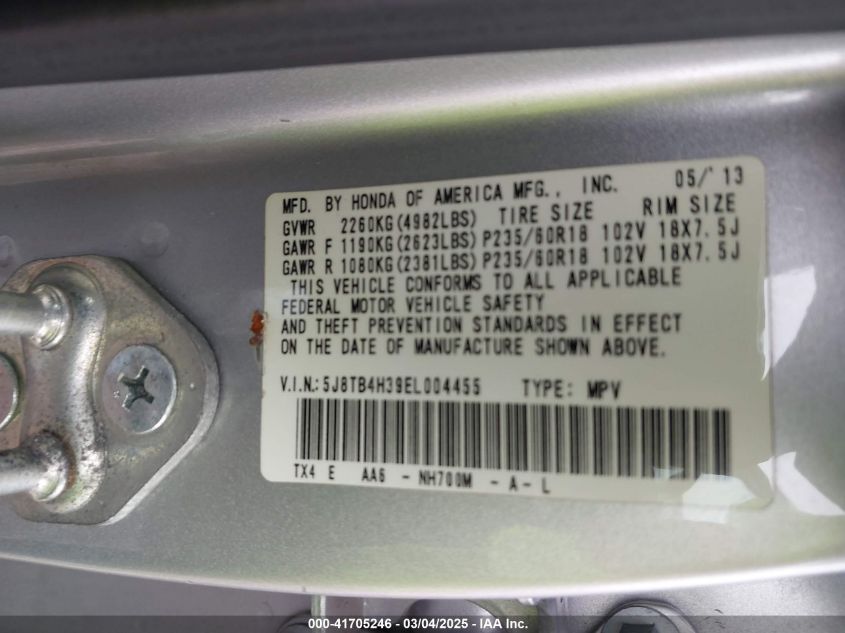 MFD. BY HONDA OF AMERICA MFG., INC. 05/'13
GVWR 2260KG(4982LBS) TIRE SIZE RIM SIZE
GAWR F 1190KG(2623LBS) P235/60R18 102V 18X7.5J
GAWR R 1080KG(2381LBS) P235/60R18 102V 18X7.5J
THIS VEHICLE CONFORMS TO ALL APPLICABLE
FEDERAL MOTOR VEHICLE SAFETY
AND THEFT PREVENTION STANDARDS IN EFFECT
ON THE DATE OF MANUFACTURE SHOWN ABOVE.
V.I.N.: 5J8TB4H39EL004455 TYPE: MPV
TX4 E AA6 - NH700M - A - L
000-41705246 - 03/04/2025 - IAA Inc.